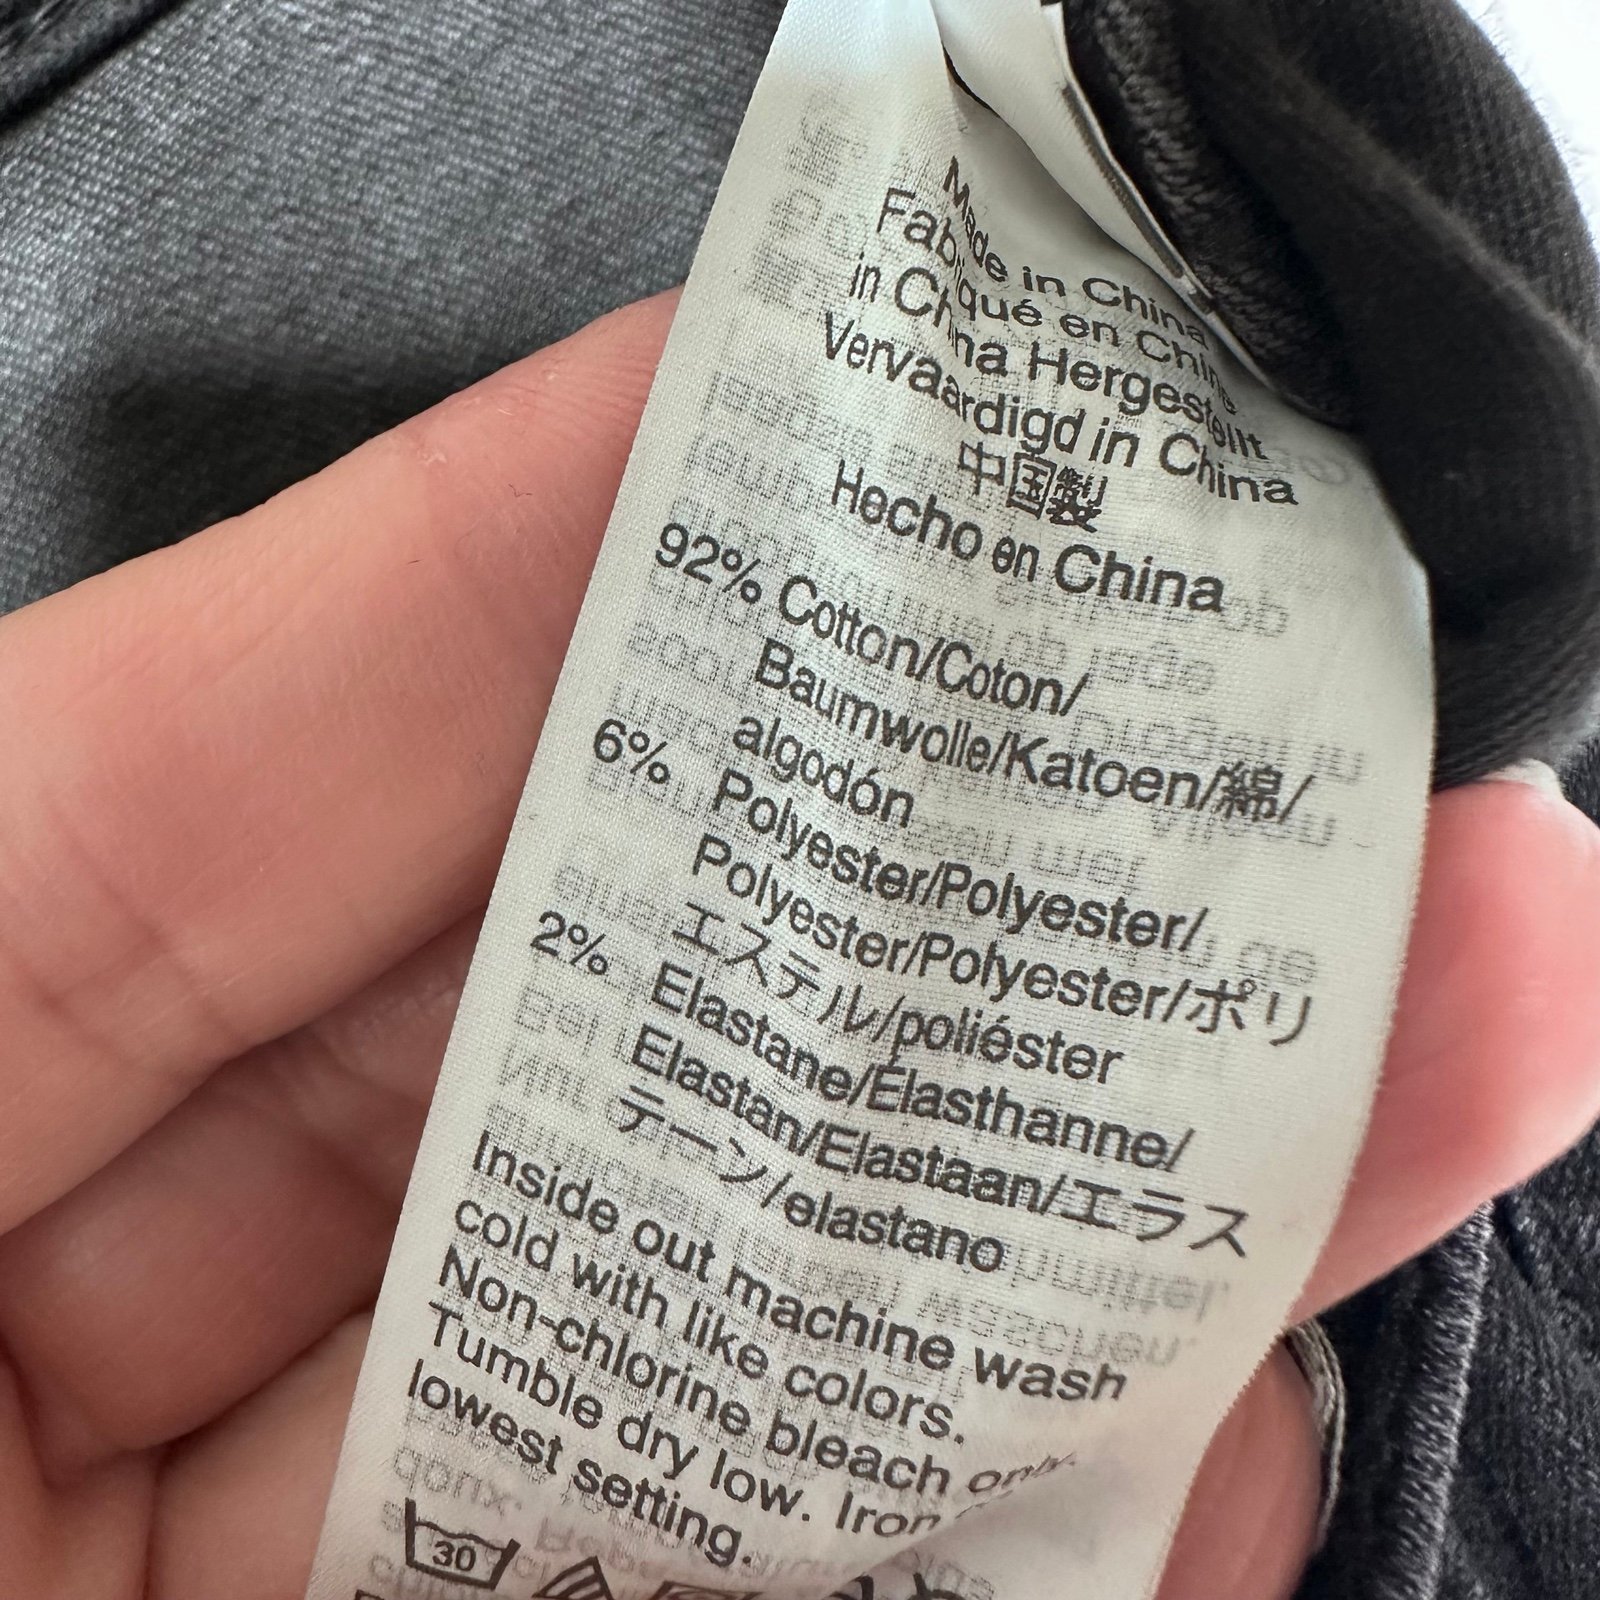 Made in China
Fabriqué en Chine
in China Hergestellt
Vervaardigd in China
中国製
Hecho en China
92% Cotton/Coton/
Baumwolle/Katoen/綿/
algodón
6% Polyester/Polyester/
Polyester/Polyester/ポリ
エステル/poliéster
2% Elastane/Elasthanne/
Elastan/Elastaan/エラス
テーン/elastano
Inside out machine wash
cold with like colors.
Non-chlorine bleach only.
Tumble dry low. Iron
lowest setting.
30